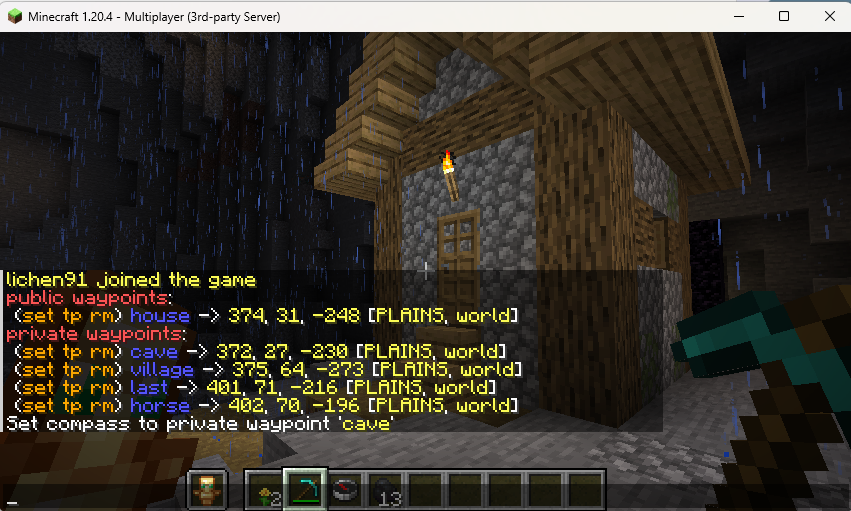 Minecraft 1.20.4 - Multiplayer (3rd-party Server)
lichen91 joined the game
public waypoints:
(set tp rm) house -> 374, 31, -248 [PLAINS, world]
private waypoints:
(set tp rm) cave -> 372, 27, -230 [PLAINS, world]
(set tp rm) village -> 375, 64, -273 [PLAINS, world]
(set tp rm) last -> 401, 71, -216 [PLAINS, world]
(set tp rm) horse -> 402, 70, -196 [PLAINS, world]
Set compass to private waypoint 'cave'
2 13
_